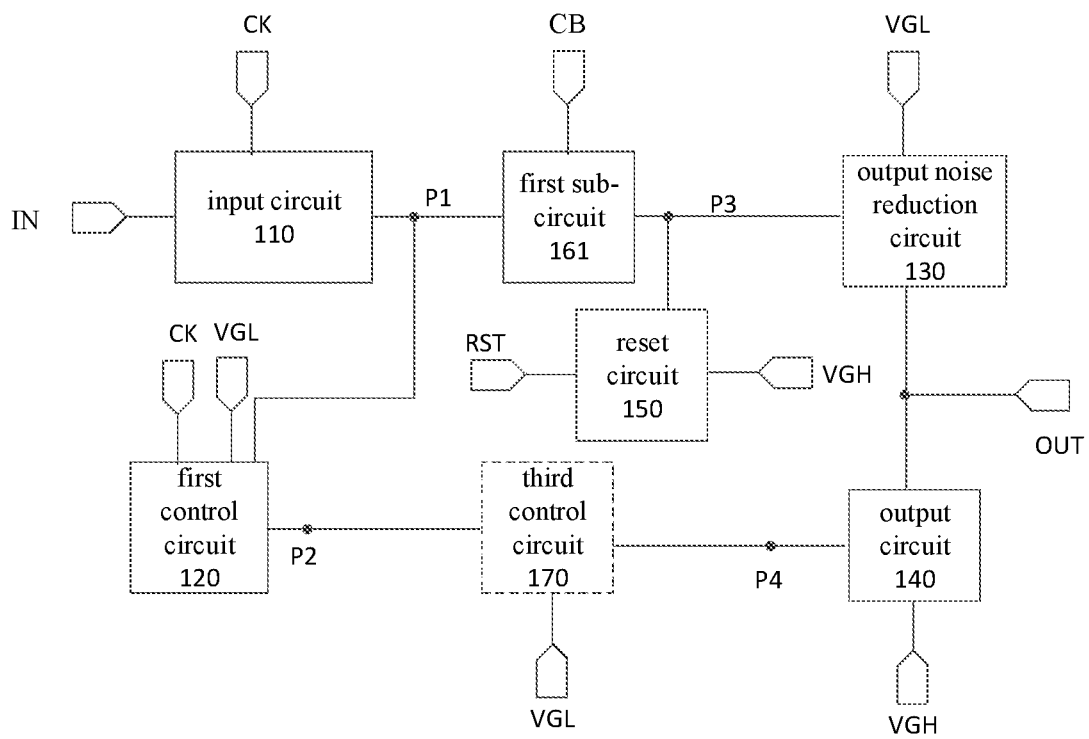 CK
CB
VGL
IN
input circuit
110
P1
first sub-
circuit
161
P3
output noise
reduction
circuit
130
CK
VGL
RST
reset
circuit
150
VGH
OUT
first
control
circuit
120
P2
third
control
circuit
170
P4
output
circuit
140
VGL
VGH